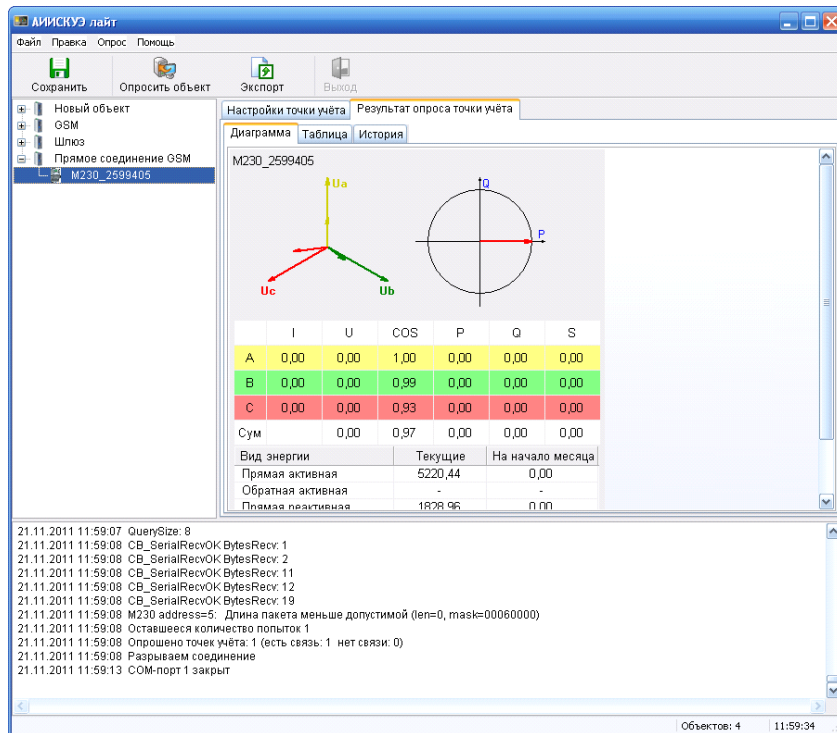 АИИСКУЭ лайт
Файл Правка Опрос Помощь
Сохранить Опросить объект Экспорт Выход
Новый объект
GSM
Шлюз
Прямое соединение GSM
M230_2599405
Настройки точки учёта Результат опроса точки учёта
Диаграмма Таблица История
M230_2599405
Ua
Q
P
Uc Ub
I U COS P Q S
A 0,00 0,00 1,00 0,00 0,00 0,00
B 0,00 0,00 0,99 0,00 0,00 0,00
C 0,00 0,00 0,93 0,00 0,00 0,00
Сум 0,00 0,97 0,00 0,00 0,00
Вид энергии Текущие На начало месяца
Прямая активная 5220,44 0,00
Обратная активная - -
Прямая реактивная 1828,96 0,00
21.11.2011 11:59:07 QuerySize: 8
21.11.2011 11:59:08 CB_SerialRecvOK BytesRecv: 1
21.11.2011 11:59:08 CB_SerialRecvOK BytesRecv: 2
21.11.2011 11:59:08 CB_SerialRecvOK BytesRecv: 11
21.11.2011 11:59:08 CB_SerialRecvOK BytesRecv: 12
21.11.2011 11:59:08 CB_SerialRecvOK BytesRecv: 19
21.11.2011 11:59:08 M230 address=5: Длина пакета меньше допустимой (len=0, mask=00060000)
21.11.2011 11:59:08 Оставшееся количество попыток 1
21.11.2011 11:59:08 Опрошено точек учёта: 1 (есть связь: 1 нет связи: 0)
21.11.2011 11:59:08 Разрываем соединение
21.11.2011 11:59:13 COM-порт 1 закрыт
Объектов: 4 11:59:34